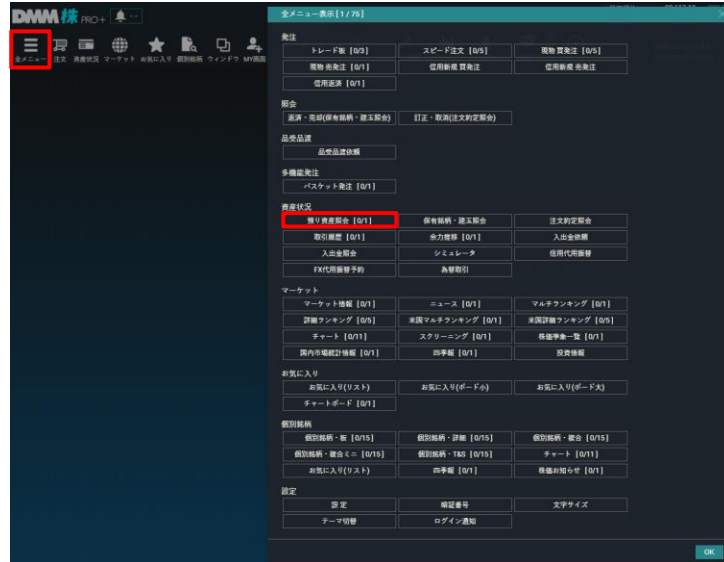 DMM 株 PRO+
全メニュー 注文 資産状況 マーケット お気に入り 個別銘柄 ウィンドウ MY画面
全メニュー表示 [1 / 75]
発注
トレード板 [0/3] スピード注文 [0/5] 現物 買発注 [0/5]
現物 売発注 [0/1] 信用新規 買発注 信用新規 売発注
信用返済 [0/1]
照会
返済・売却(保有銘柄・建玉照会) 訂正・取消(注文約定照会)
品受品渡
品受品渡依頼
多機能発注
バスケット発注 [0/1]
資産状況
預り資産照会 [0/1] 保有銘柄・建玉照会 注文約定照会
取引履歴 [0/1] 余力推移 [0/1] 入出金依頼
入出金照会 シミュレータ 信用代用振替
FX代用振替予約 為替取引
マーケット
マーケット情報 [0/1] ニュース [0/1] マルチランキング [0/1]
詳細ランキング [0/5] 米国マルチランキング [0/1] 米国詳細ランキング [0/5]
チャート [0/11] スクリーニング [0/1] 株価予象一覧 [0/1]
国内市場統計情報 [0/1] 四季報 [0/1] 投資情報
お気に入り
お気に入り(リスト) お気に入り(ボード小) お気に入り(ボード大)
チャートボード [0/1]
個別銘柄
個別銘柄・板 [0/15] 個別銘柄・詳細 [0/15] 個別銘柄・複合 [0/15]
個別銘柄・複合ミニ [0/15] 個別銘柄・T&S [0/15] チャート [0/11]
お気に入り(リスト) 四季報 [0/1] 株価お知らせ [0/1]
設定
設定 暗証番号 文字サイズ
テーマ切替 ログイン通知
OK